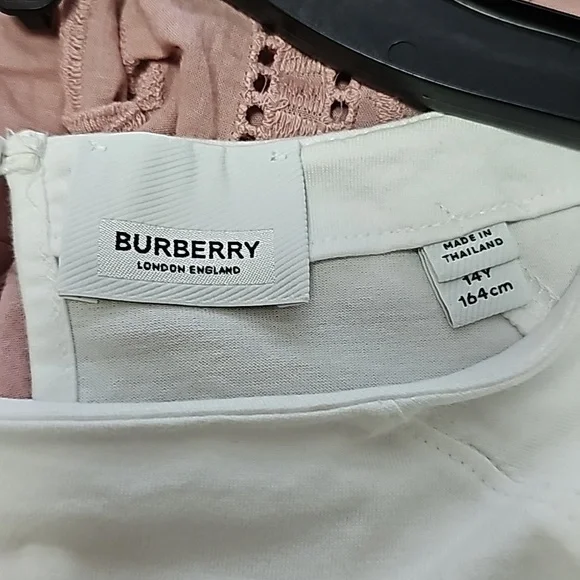 BURBERRY
LONDON ENGLAND
MADE IN
THAILAND
14Y
164cm